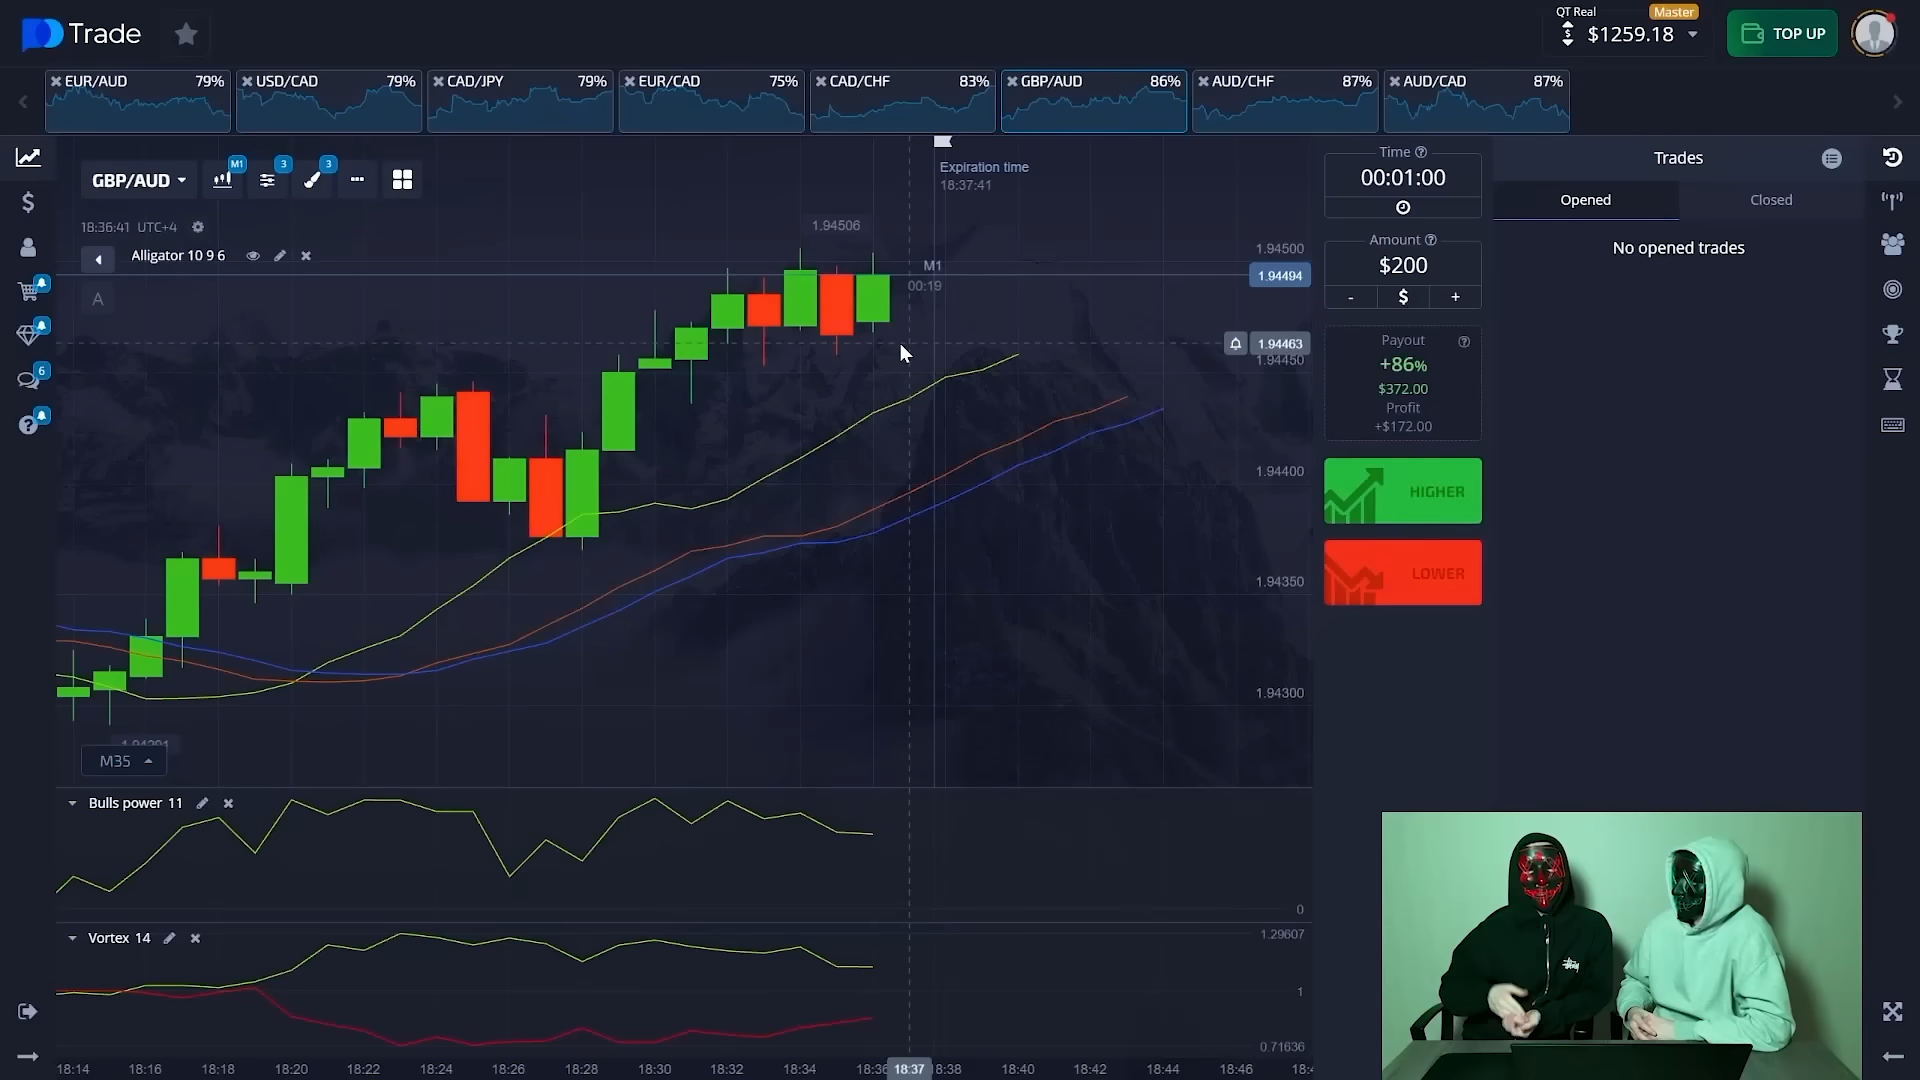 Trade
QT Real
Master
$1259.18
TOP UP
EUR/AUD 79%
USD/CAD 79%
CAD/JPY 79%
EUR/CAD 75%
CAD/CHF 83%
GBP/AUD 86%
AUD/CHF 87%
AUD/CAD 87%
GBP/AUD
M1
3
3
18:36:41 UTC+4
Alligator 10 9 6
A
Expiration time
18:37:41
1.94506
M1
00:19
1.94500
1.94494
1.94463
1.94450
1.94400
1.94350
1.94300
6
M35
Time
00:01:00
Amount
$200
-
$
+
Payout
+86%
$372.00
Profit
+$172.00
HIGHER
LOWER
Trades
Opened
Closed
No opened trades
Bulls power 11
0
Vortex 14
1.29607
1
0.71636
18:14 18:16 18:18 18:20 18:22 18:24 18:26 18:28 18:30 18:32 18:34 18:36 18:37 18:38 18:40 18:42 18:44 18:46